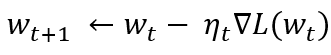 w_{t+1} ← w_t − η_t∇L(w_t)